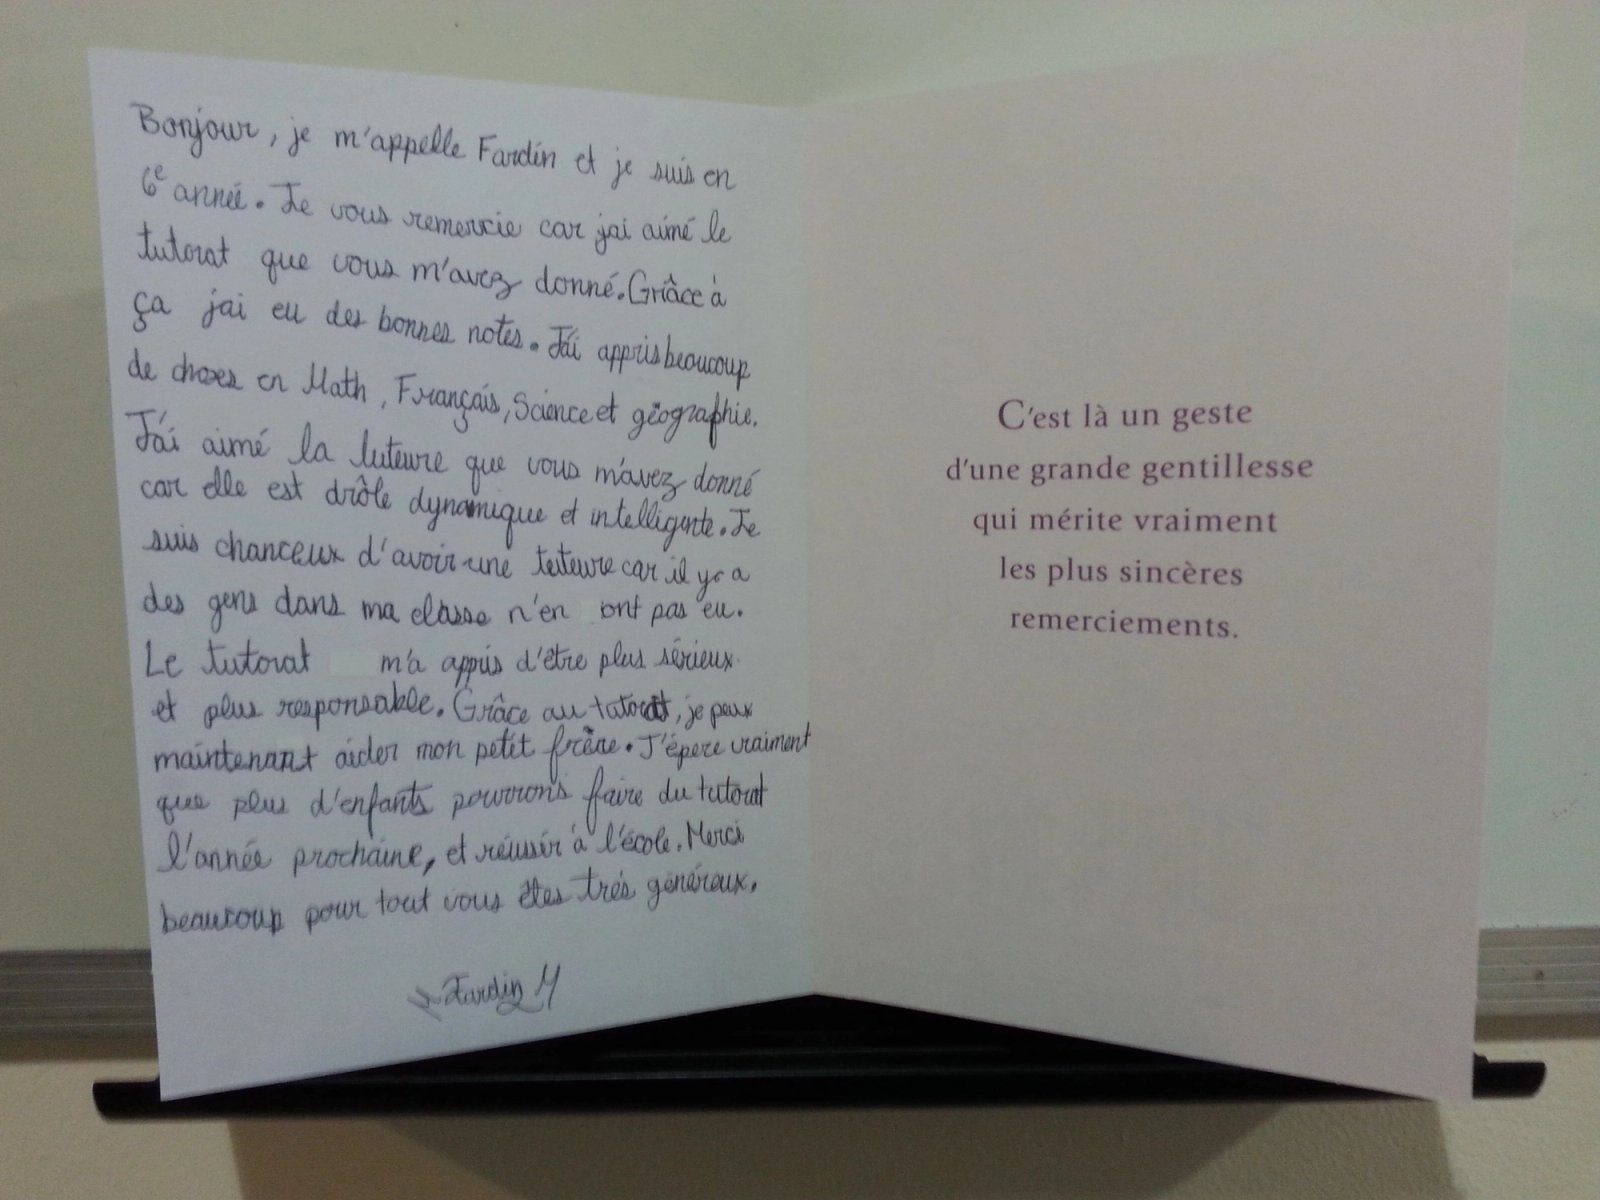 Bonjour, je m'appelle Fardin et je suis en
6e année. Je vous remercie car jai aimé le
tutorat que vous m'avez donné. Grâce à
ça jai eu des bonnes notes. J'ai appris beaucoup
de choses en Math, Français, Science et géographie.
J'ai aimé la tuteure que vous m'avez donné
car elle est drôle dynamique et intelligente. Je
suis chanceux d'avoir une tuteure car il y a
des gens dans ma classe n'en ont pas eu.
Le tutorat m'a appris d'être plus sérieux
et plus responsable. Grâce au tutorat, je peux
maintenant aider mon petit frère. J'épere vraiment
que plus d'enfants pourrons faire du tutorat
l'année prochaine, et réussir à l'école. Merci
beaucoup pour tout vous êtes très généreux.
Fardin M
C'est là un geste
d'une grande gentillesse
qui mérite vraiment
les plus sincères
remerciements.